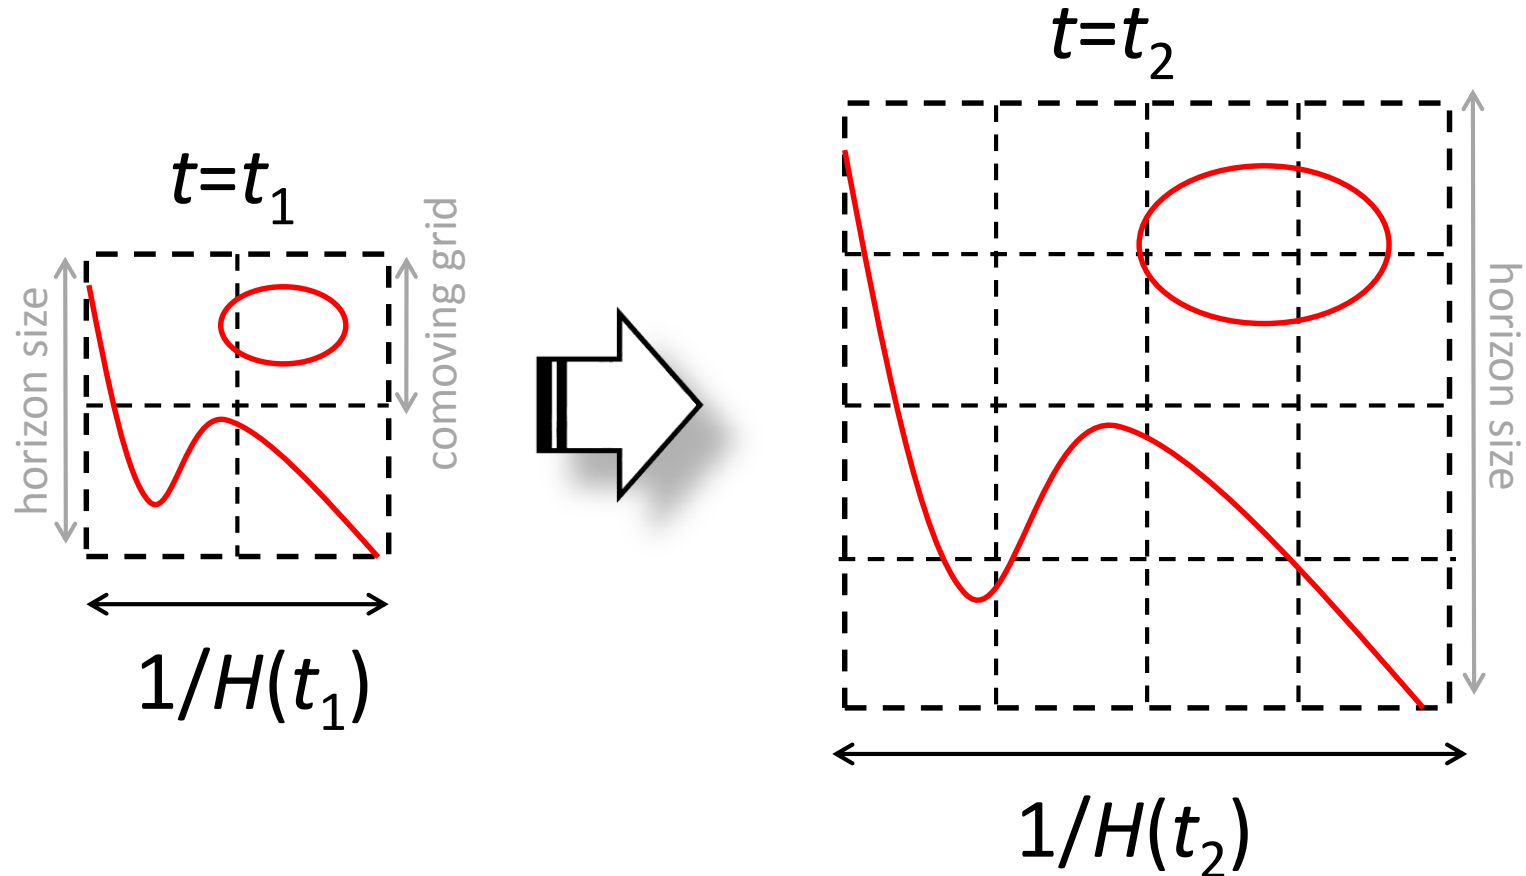 t=t₁
horizon size
comoving grid
1/H(t₁)
t=t₂
horizon size
1/H(t₂)